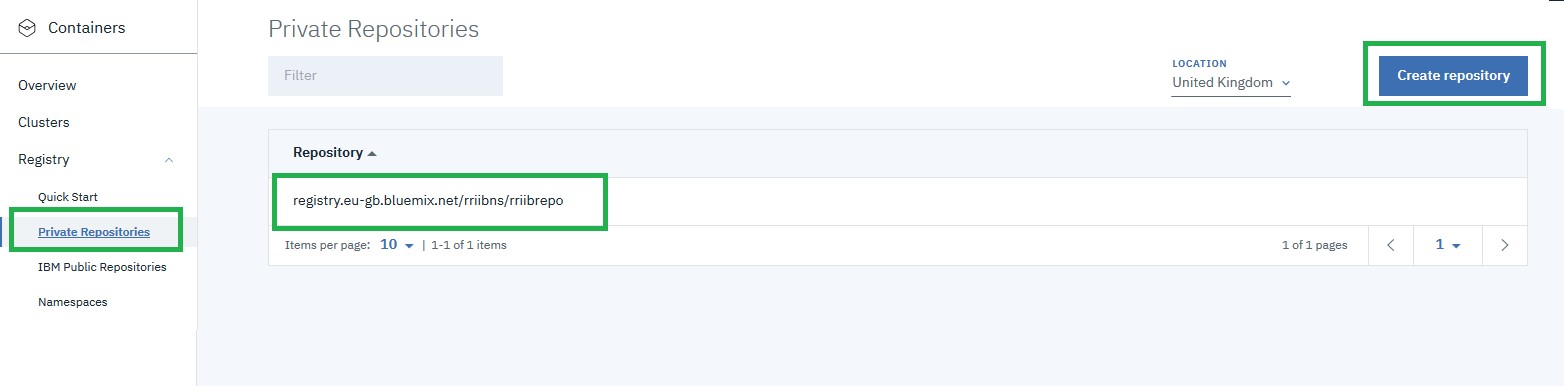 Containers
Overview
Clusters
Registry
Quick Start
Private Repositories
IBM Public Repositories
Namespaces
Private Repositories
Filter
LOCATION
United Kingdom
Create repository
Repository
registry.eu-gb.bluemix.net/rriibns/rriibrepo
Items per page: 10 | 1-1 of 1 items
1 of 1 pages
1